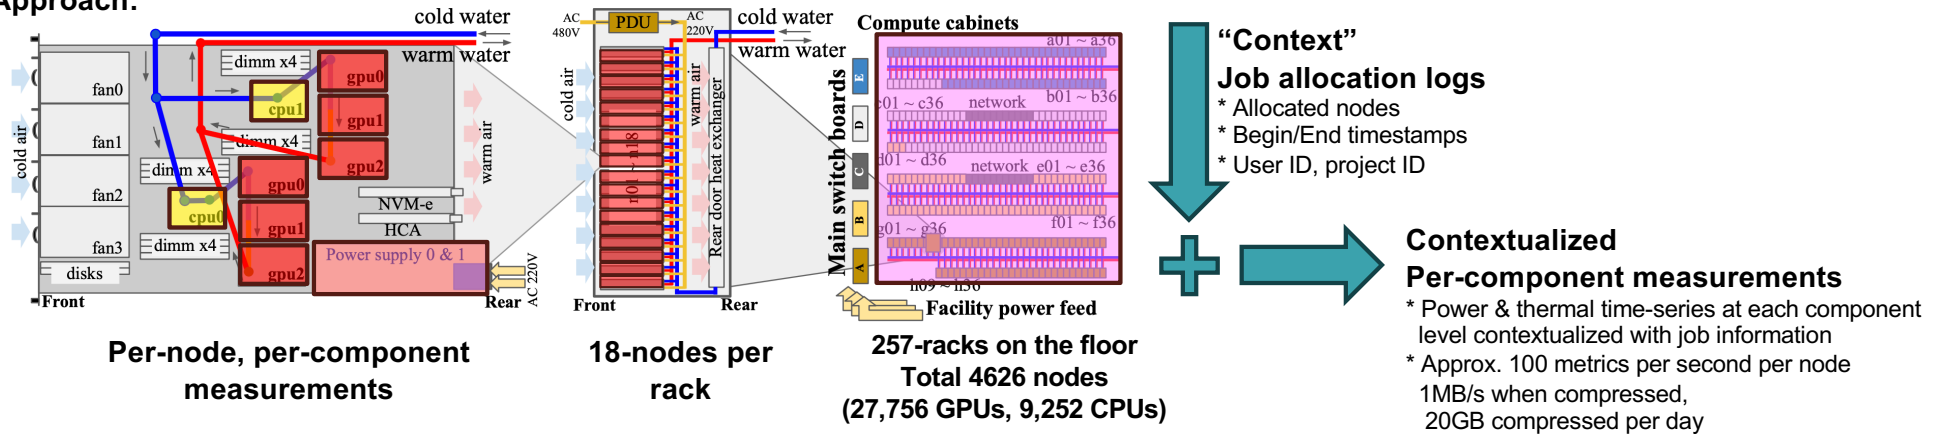 Approach:
cold water
warm water
fan0
fan1
fan2
fan3
disks
cold air
dimm x4
dimm x4
dimm x4
dimm x4
cpu1
cpu0
gpu0
gpu1
gpu2
gpu0
gpu1
gpu2
NVM-e
HCA
Power supply 0 & 1
warm air
AC 220V
Front
Rear
Per-node, per-component
measurements
AC
480V
PDU
AC
220V
cold water
warm water
cold air
n01 ~ n18
warm air
Rear door heat exchanger
Front
Rear
18-nodes per
rack
Compute cabinets
Main switch boards
E
D
C
B
A
a01 ~ a36
b01 ~ b36
c01 ~ c36
network
d01 ~ d36
network
e01 ~ e36
f01 ~ f36
g01 ~ g36
h09 ~ h36
Facility power feed
257-racks on the floor
Total 4626 nodes
(27,756 GPUs, 9,252 CPUs)
“Context”
Job allocation logs
* Allocated nodes
* Begin/End timestamps
* User ID, project ID
Contextualized
Per-component measurements
* Power & thermal time-series at each component
level contextualized with job information
* Approx. 100 metrics per second per node
1MB/s when compressed,
20GB compressed per day